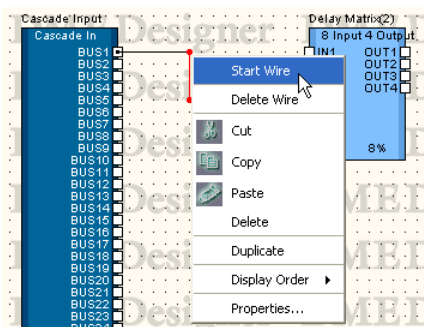 Cascade Input
Delay Matrix(2)
Cascade In
8 Input 4 Output
BUS1
BUS2
BUS3
BUS4
BUS5
BUS6
BUS7
BUS8
BUS9
BUS10
BUS11
BUS12
BUS13
BUS14
BUS15
BUS16
BUS17
BUS18
BUS19
BUS20
BUS21
BUS22
BUS23
IN1
OUT1
OUT2
OUT3
OUT4
8%
Start Wire
Delete Wire
Cut
Copy
Paste
Delete
Duplicate
Display Order
Properties...
Designer